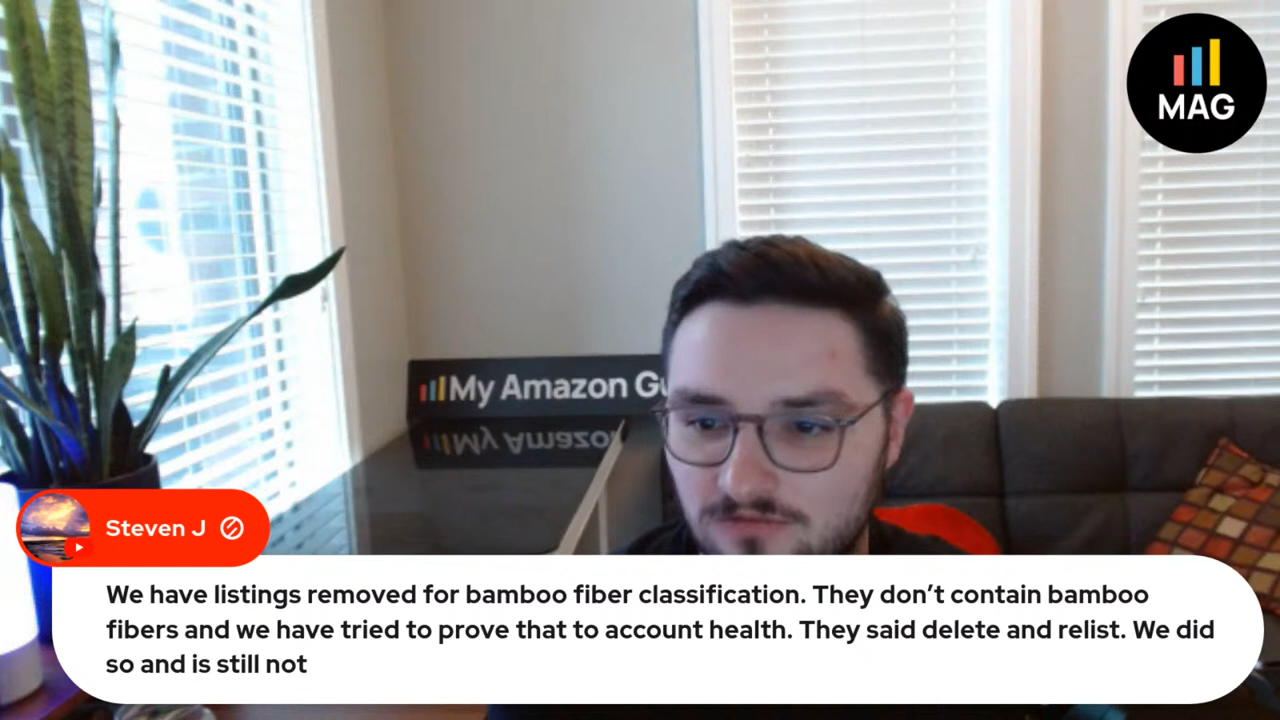 MAG
My Amazon Gu
My Amazon
Steven J
We have listings removed for bamboo fiber classification. They don’t contain bamboo
fibers and we have tried to prove that to account health. They said delete and relist. We did
so and is still not